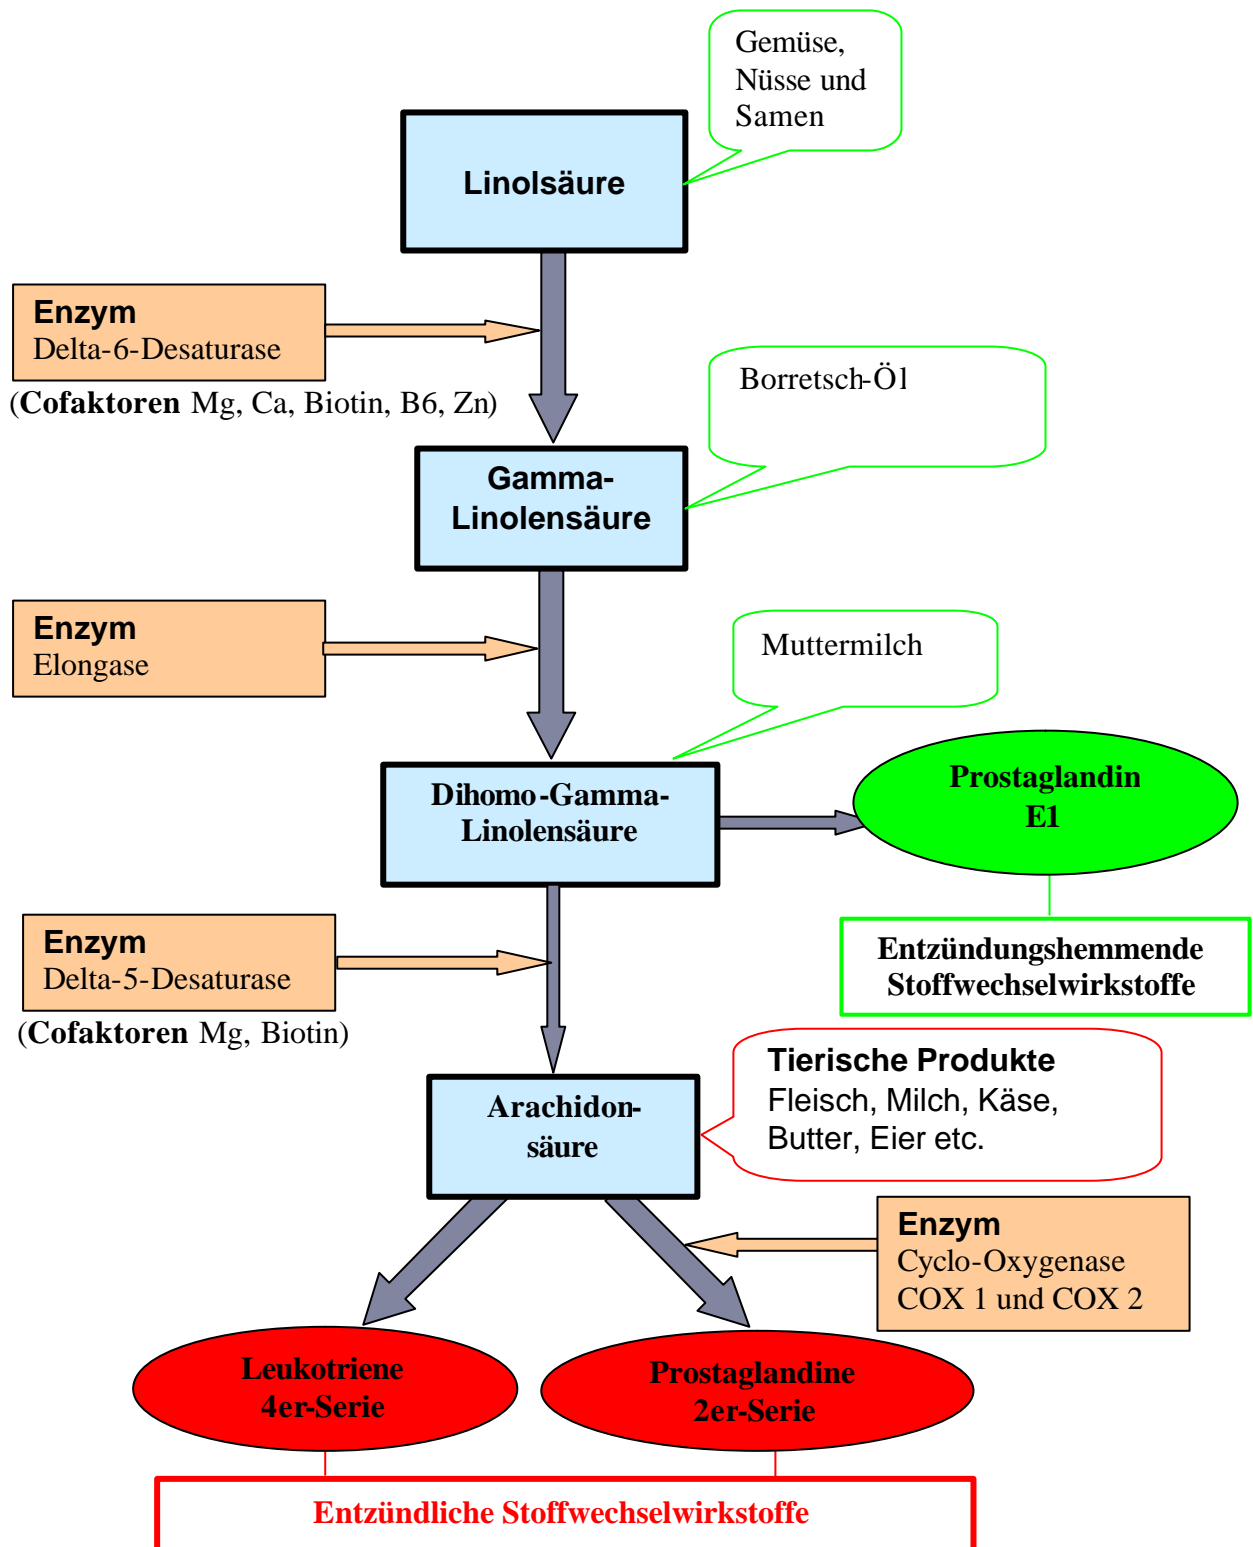 Gemüse,
Nüsse und
Samen
Linolsäure
Enzym
Delta-6-Desaturase
(Cofaktoren Mg, Ca, Biotin, B6, Zn)
Borretsch-Öl
Gamma-
Linolensäure
Enzym
Elongase
Muttermilch
Dihomo-Gamma-
Linolensäure
Prostaglandin
E1
Enzym
Delta-5-Desaturase
(Cofaktoren Mg, Biotin)
Entzündungshemmende
Stoffwechselwirkstoffe
Tierische Produkte
Fleisch, Milch, Käse,
Butter, Eier etc.
Arachidon-
säure
Enzym
Cyclo-Oxygenase
COX 1 und COX 2
Leukotriene
4er-Serie
Prostaglandine
2er-Serie
Entzündliche Stoffwechselwirkstoffe